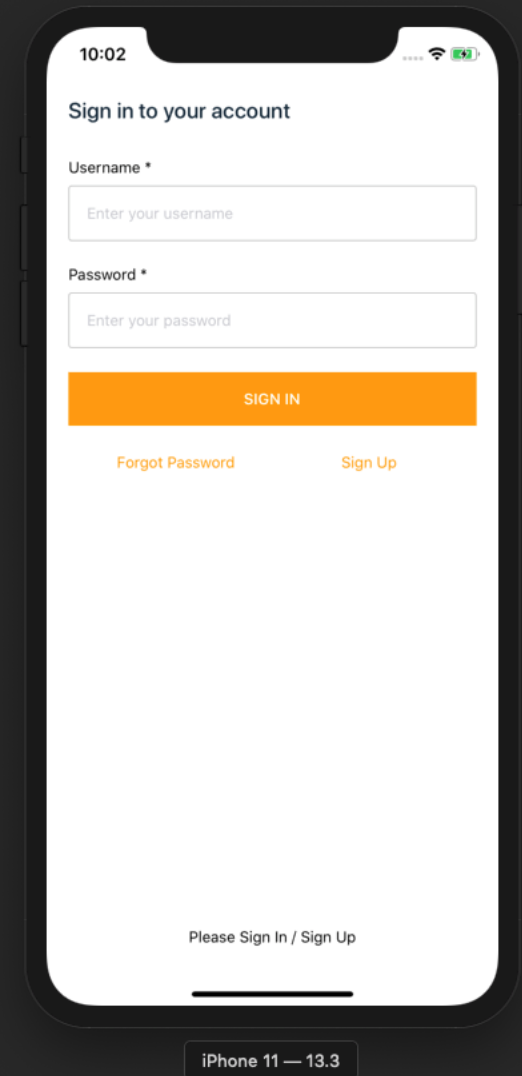 10:02
Sign in to your account
Username *
Enter your username
Password *
Enter your password
SIGN IN
Forgot Password Sign Up
Please Sign In / Sign Up
iPhone 11 — 13.3